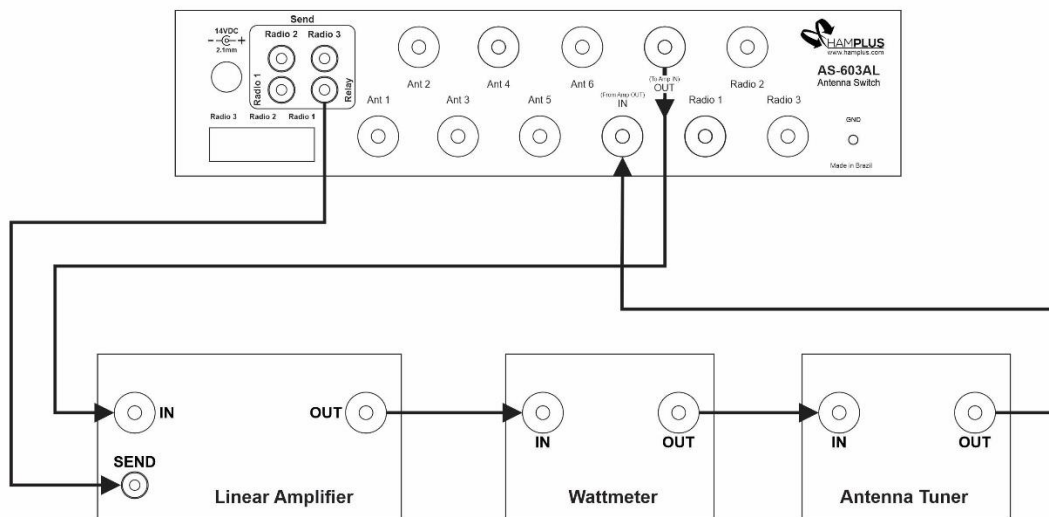 Send
14VDC
- +
2.1mm
Radio 2 Radio 3
Radio 1
Relay
Radio 3 Radio 2 Radio 1
Ant 2
Ant 4
Ant 6
(To Amp IN)
OUT
Radio 2
Ant 1
Ant 3
Ant 5
(From Amp OUT)
IN
Radio 1
Radio 3
HAMPLUS
www.hamplus.com
AS-603AL
Antenna Switch
GND
Made in Brazil
IN
OUT
SEND
Linear Amplifier
IN
OUT
Wattmeter
IN
OUT
Antenna Tuner